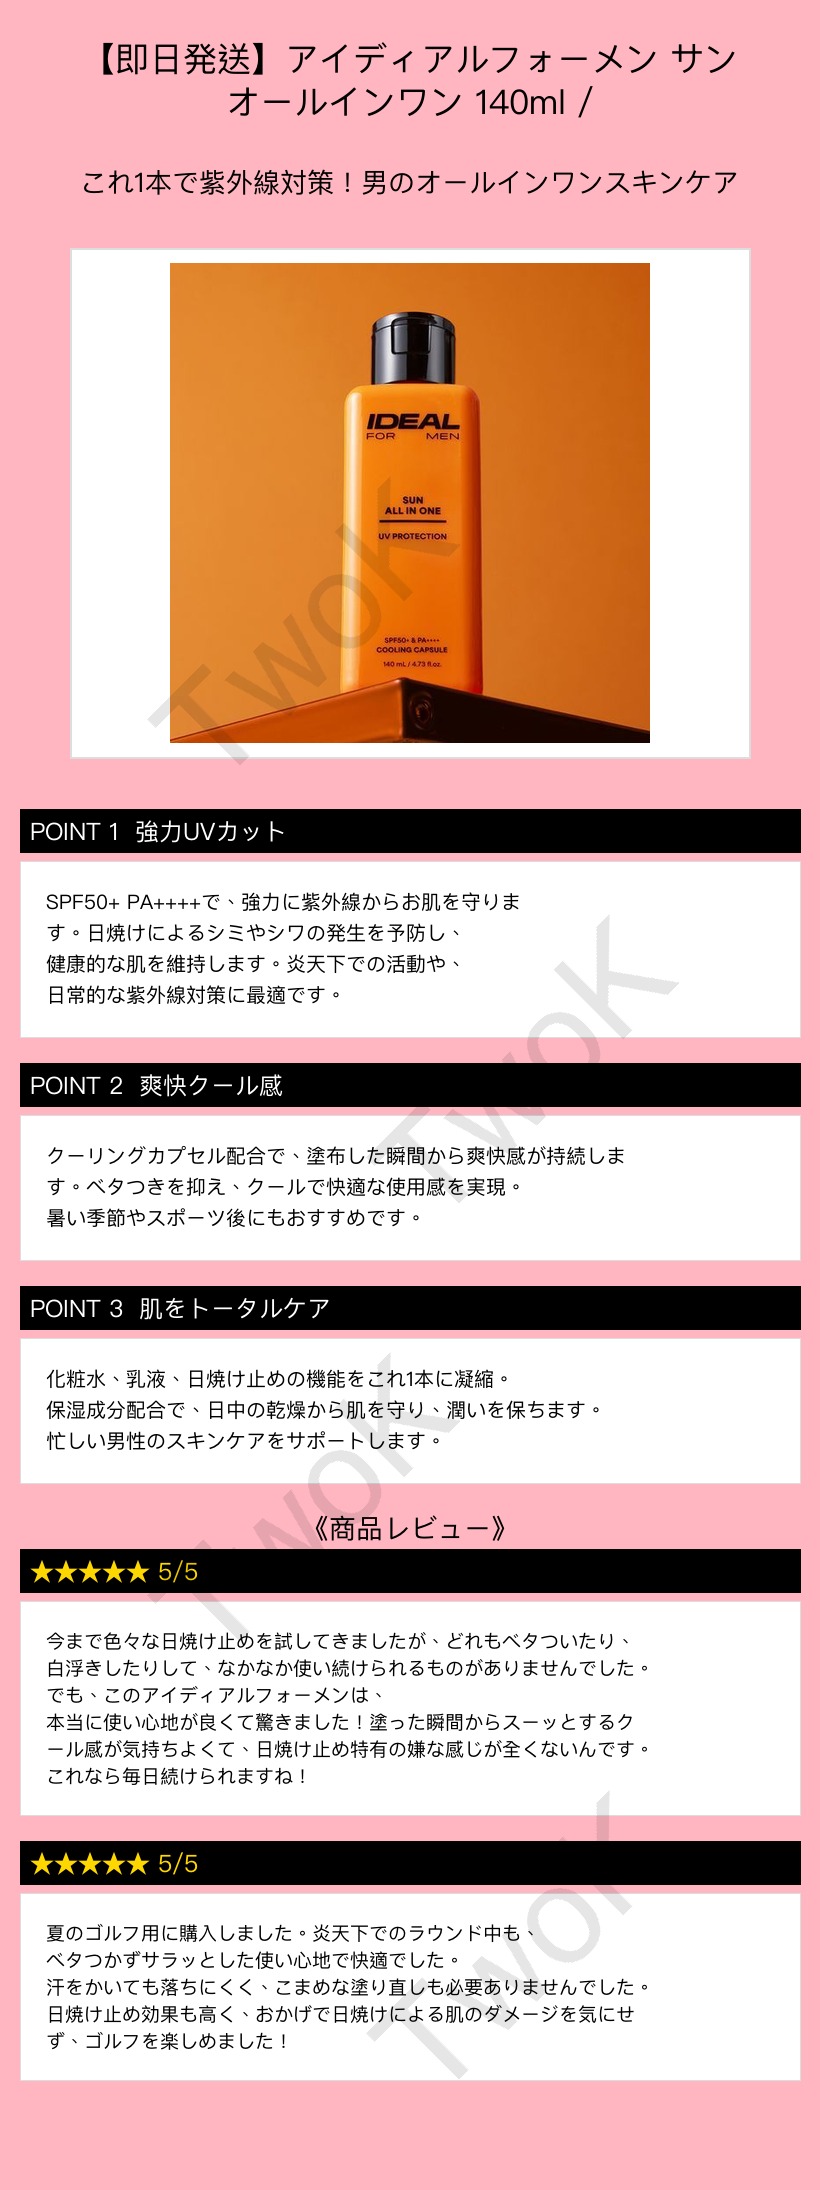 【即日発送】アイディアルフォーメン サン
オールインワン 140ml /
これ1本で紫外線対策！男のオールインワンスキンケア
IDEAL
FOR MEN
SUN
ALL IN ONE
UV PROTECTION
SPF50+ & PA++++
COOLING CAPSULE
140 mL / 4.73 fl.oz.
TwoK
POINT 1 強力UVカット
SPF50+ PA++++で、強力に紫外線からお肌を守りま
す。日焼けによるシミやシワの発生を予防し、
健康的な肌を維持します。炎天下での活動や、
日常的な紫外線対策に最適です。
TwoK
POINT 2 爽快クール感
クーリングカプセル配合で、塗布した瞬間から爽快感が持続しま
す。ベタつきを抑え、クールで快適な使用感を実現。
暑い季節やスポーツ後にもおすすめです。
POINT 3 肌をトータルケア
化粧水、乳液、日焼け止めの機能をこれ1本に凝縮。
保湿成分配合で、日中の乾燥から肌を守り、潤いを保ちます。
忙しい男性のスキンケアをサポートします。
TwoK
《商品レビュー》
★★★★★ 5/5
今まで色々な日焼け止めを試してきましたが、どれもベタついたり、
白浮きしたりして、なかなか使い続けられるものがありませんでした。
でも、このアイディアルフォーメンは、
本当に使い心地が良くて驚きました！塗った瞬間からスーッとするク
ール感が気持ちよくて、日焼け止め特有の嫌な感じが全くないんです。
これなら毎日続けられますね！
★★★★★ 5/5
夏のゴルフ用に購入しました。炎天下でのラウンド中も、
ベタつかずサラッとした使い心地で快適でした。
汗をかいても落ちにくく、こまめな塗り直しも必要ありませんでした。
日焼け止め効果も高く、おかげで日焼けによる肌のダメージを気にせ
ず、ゴルフを楽しめました！
TwoK